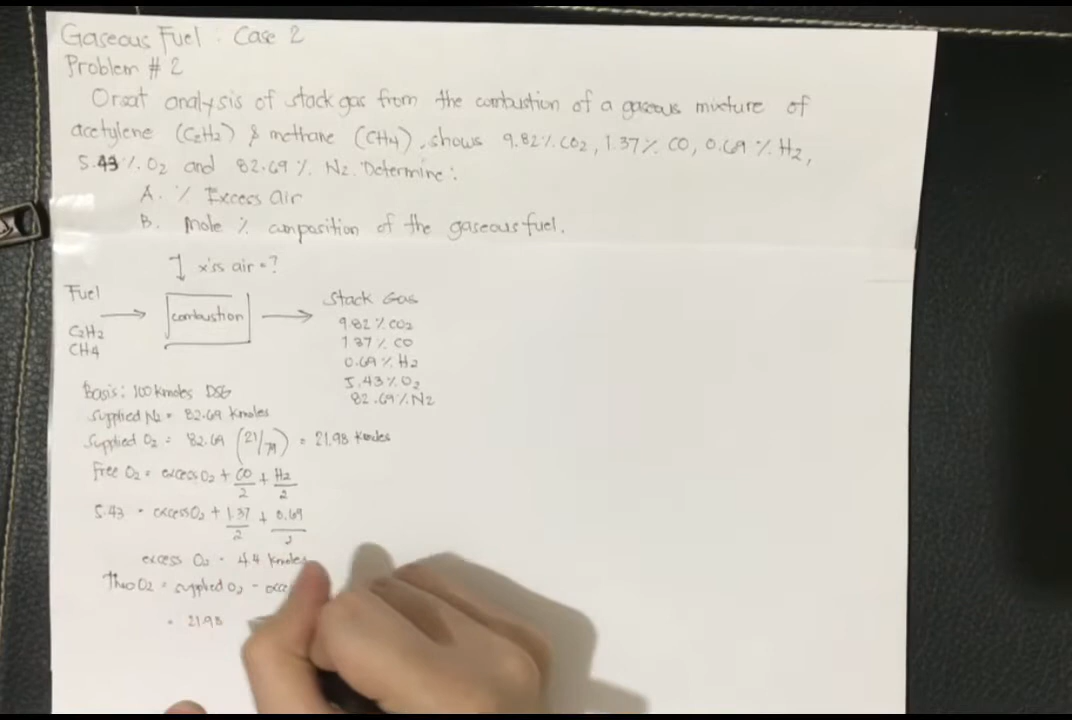 Gaseous Fuel : Case 2
Problem # 2
Orsat analysis of stack gas from the combustion of a gaseous mixture of
acetylene (C2H2) & methane (CH4), shows 9.82% CO2, 1.37% CO, 0.69% H2,
5.43% O2 and 82.69% N2. Determine:
A. % Excess air
B. Mole % composition of the gaseous fuel.
x'ss air = ?
Fuel
C2H2
CH4
combustion
Stack Gas
9.82% CO2
1.37% CO
0.69% H2
5.43% O2
82.69% N2
Basis: 100 kmoles DSG
Supplied N2 = 82.69 kmoles
Supplied O2 = 82.69 (21/79) = 21.98 kmoles
Free O2 = excess O2 + CO/2 + H2/2
5.43 = excess O2 + 1.37/2 + 0.69/2
excess O2 = 4.4 kmoles
Theo O2 = supplied O2 -
= 21.98